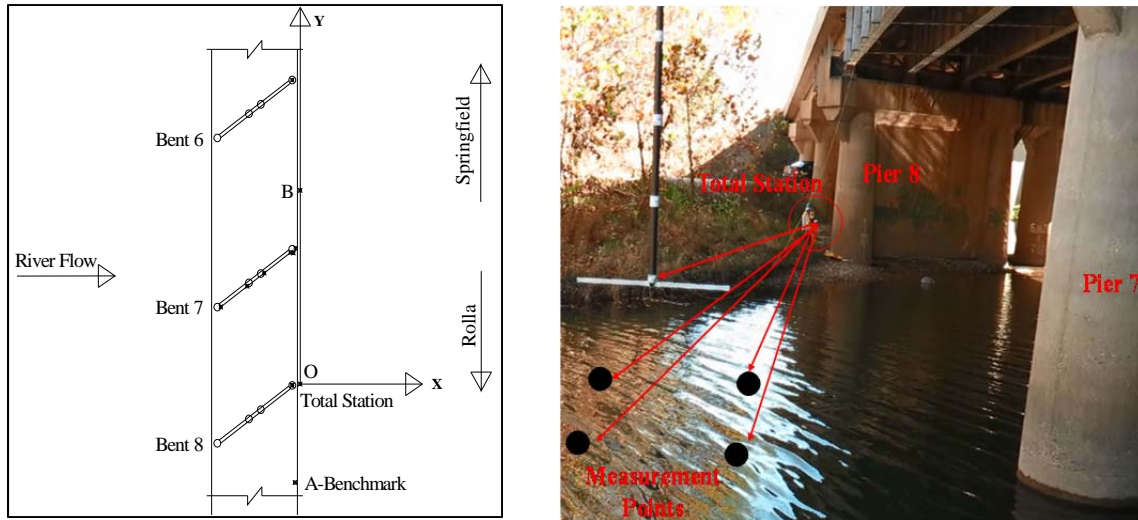 Y
Springfield
Bent 6
B
River Flow
Bent 7
Rolla
O
X
Total Station
Bent 8
A-Benchmark
Total Station
Pier 8
Pier 7
Measurement
Points